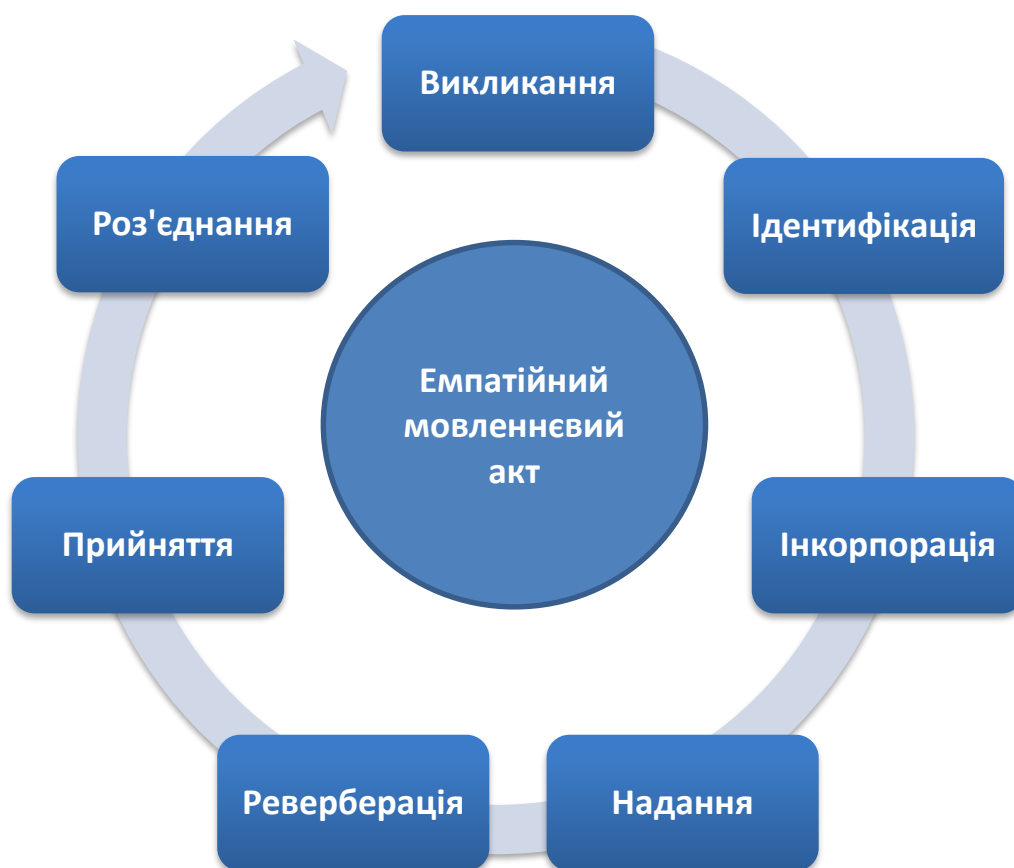 Викликання
Ідентифікація
Інкорпорація
Надання
Реверберація
Прийняття
Роз'єднання
Емпатійний
мовленнєвий
акт